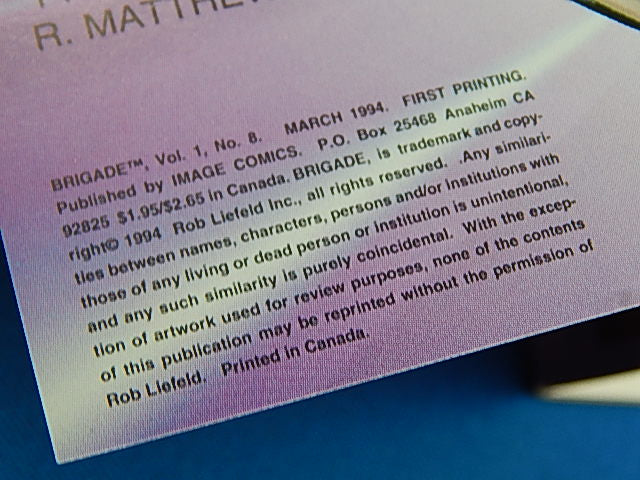 R. MATTHEW
BRIGADE™, Vol. 1, No. 8. MARCH 1994. FIRST PRINTING.
Published by IMAGE COMICS. P.O. Box 25468 Anaheim CA
92825 $1.95/$2.65 in Canada. BRIGADE, is trademark and copy-
right© 1994 Rob Liefeld Inc., all rights reserved. Any similari-
ties between names, characters, persons and/or institutions with
those of any living or dead person or institution is unintentional,
and any such similarity is purely coincidental. With the excep-
tion of artwork used for review purposes, none of the contents
of this publication may be reprinted without the permission of
Rob Liefeld. Printed in Canada.